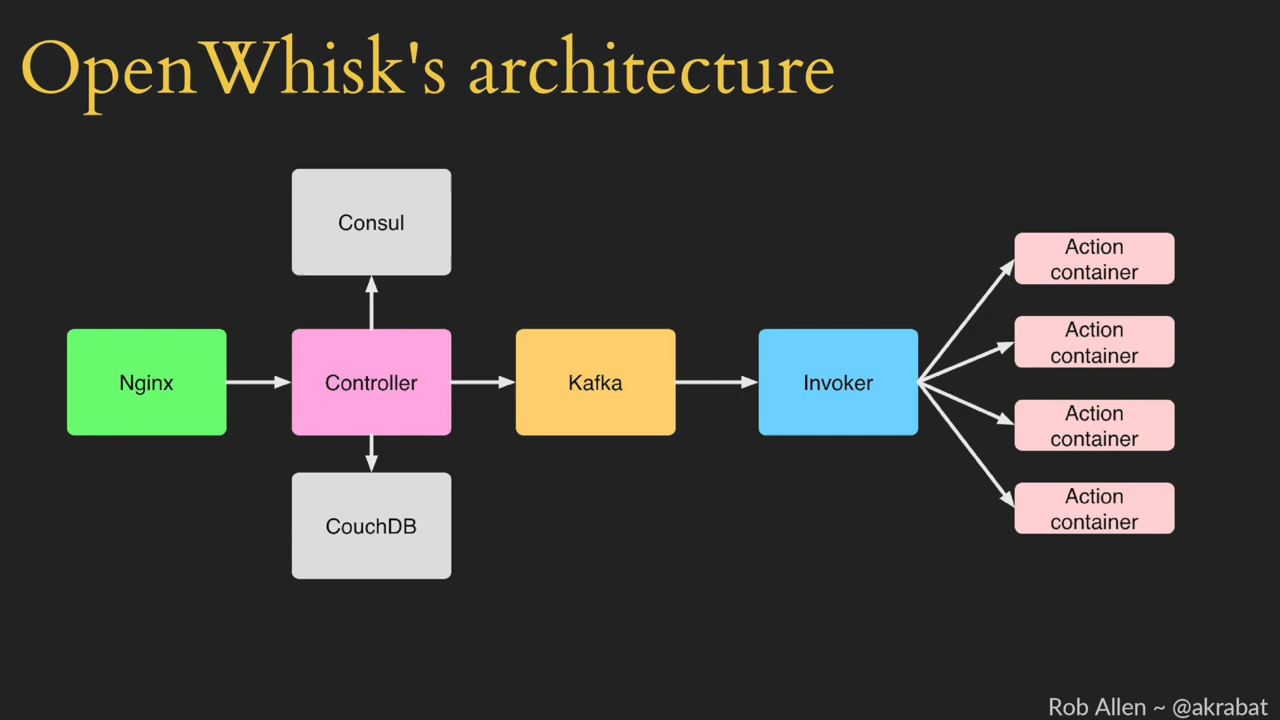 OpenWhisk's architecture
Consul
Nginx
Controller
Kafka
Invoker
CouchDB
Action
container
Action
container
Action
container
Action
container
Rob Allen ~ @akrabat